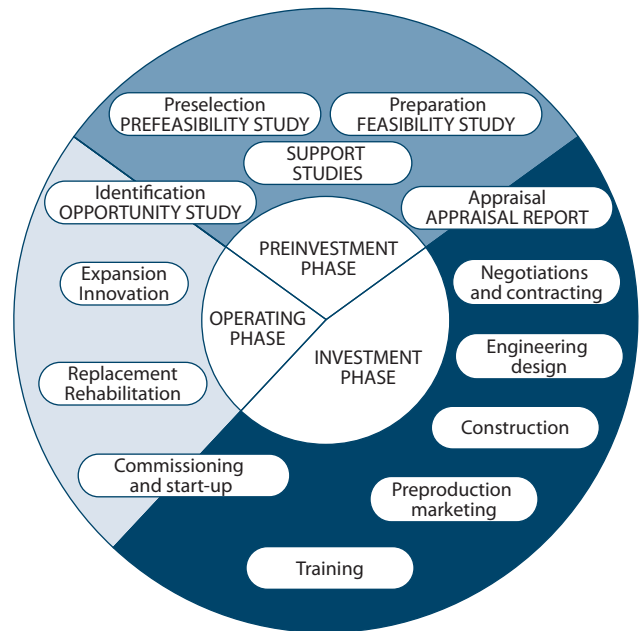 Preselection
PREFEASIBILITY STUDY
Preparation
FEASIBILITY STUDY
SUPPORT
STUDIES
Identification
OPPORTUNITY STUDY
Appraisal
APPRAISAL REPORT
PREINVESTMENT
PHASE
Expansion
Innovation
Negotiations
and contracting
OPERATING
PHASE
INVESTMENT
PHASE
Engineering
design
Replacement
Rehabilitation
Construction
Commissioning
and start-up
Preproduction
marketing
Training